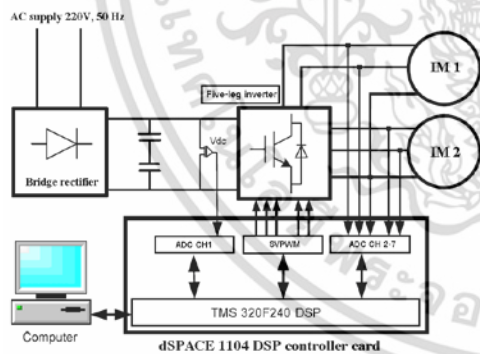 AC supply 220V, 50 Hz
Five-leg inverter
IM 1
Vdc
IM 2
Bridge rectifier
ADC CH1
SVPWM
ADC CH 2-7
TMS 320F240 DSP
Computer
dSPACE 1104 DSP controller card